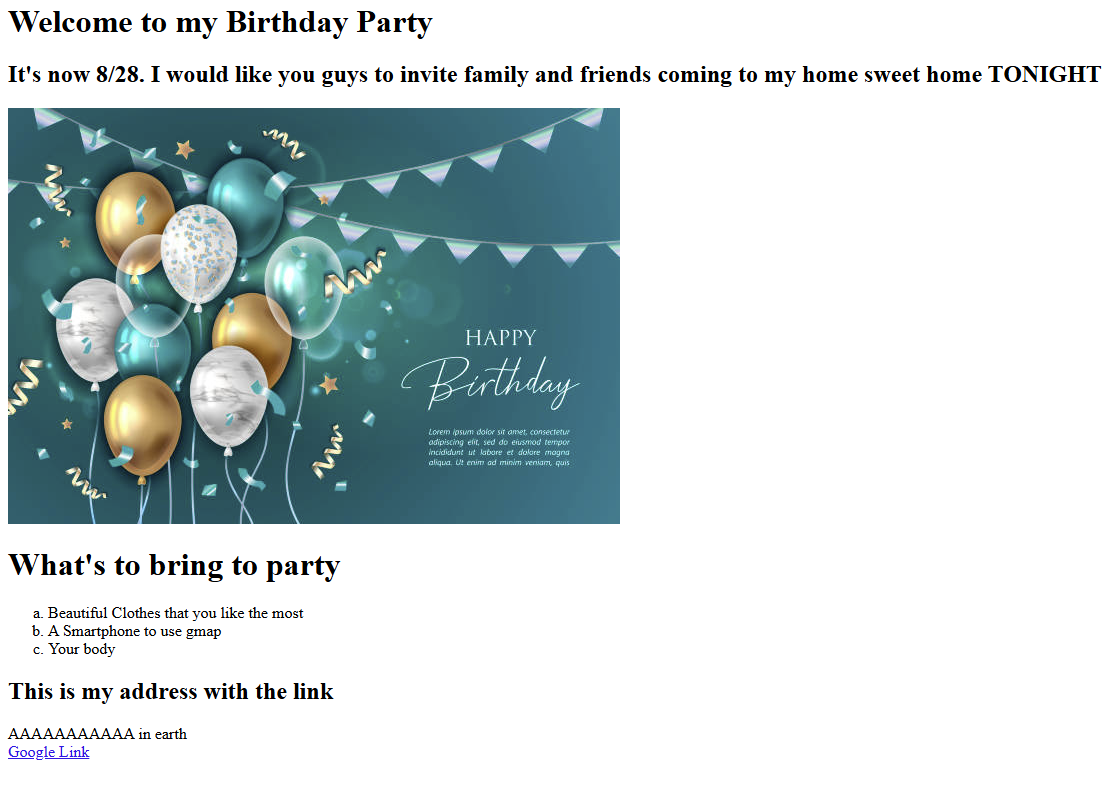 Welcome to my Birthday Party
It's now 8/28. I would like you guys to invite family and friends coming to my home sweet home TONIGHT
HAPPY
Birthday
Lorem ipsum dolor sit amet, consectetur
adipiscing elit, sed do eiusmod tempor
incididunt ut labore et dolore magna
aliqua. Ut enim ad minim veniam, quis
What's to bring to party
a. Beautiful Clothes that you like the most
b. A Smartphone to use gmap
c. Your body
This is my address with the link
AAAAAAAAAAA in earth
Google Link